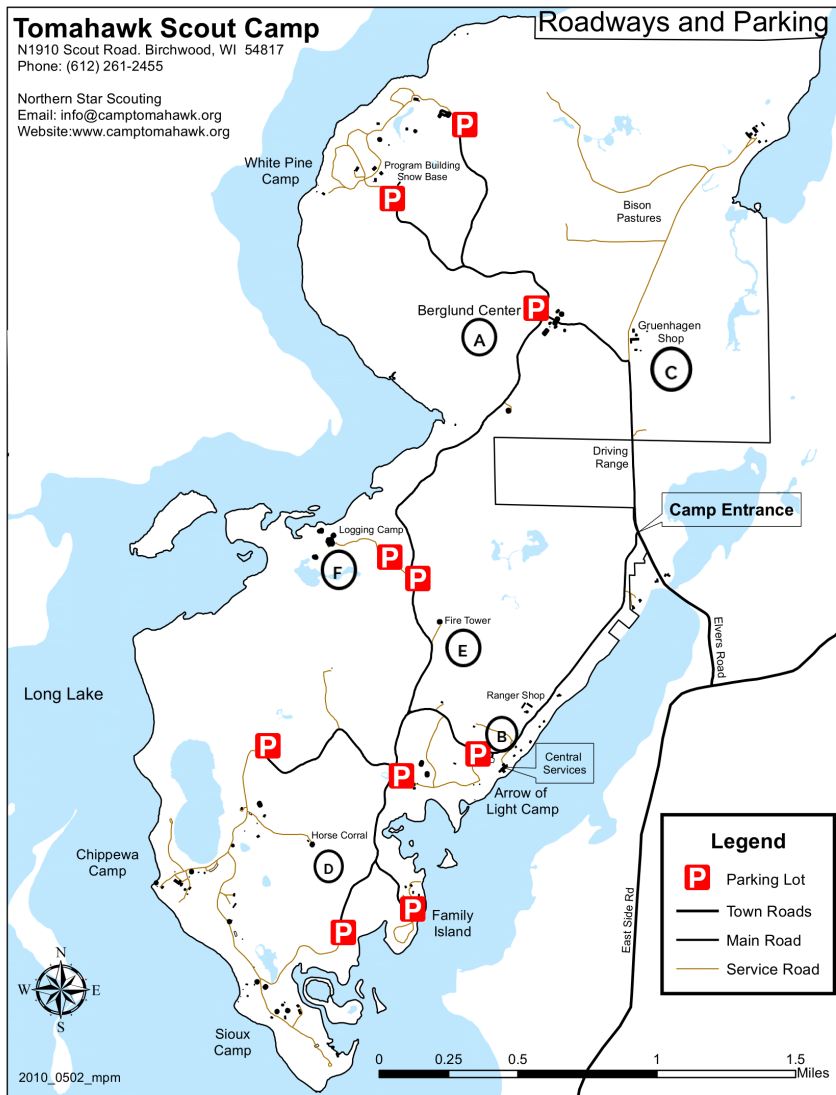 Tomahawk Scout Camp
N1910 Scout Road. Birchwood, WI  54817
Phone: (612) 261-2455
Northern Star Scouting
Email: info@camptomahawk.org
Website:www.camptomahawk.org
Roadways and Parking
P
White Pine
Camp
Program Building
Snow Base
P
Bison
Pastures
Berglund Center
P
A
Gruenhagen
Shop
C
Driving
Range
Camp Entrance
Logging Camp
P
P
F
Fire Tower
E
Elvers Road
Long Lake
Ranger Shop
B
P
P
P
Central
Services
Arrow of
Light Camp
Horse Corral
D
Chippewa
Camp
P
Family
Island
P
East Side Rd
Legend
P Parking Lot
Town Roads
Main Road
Service Road
N
W E
S
Sioux
Camp
2010_0502_mpm
0 0.25 0.5 1 1.5
Miles